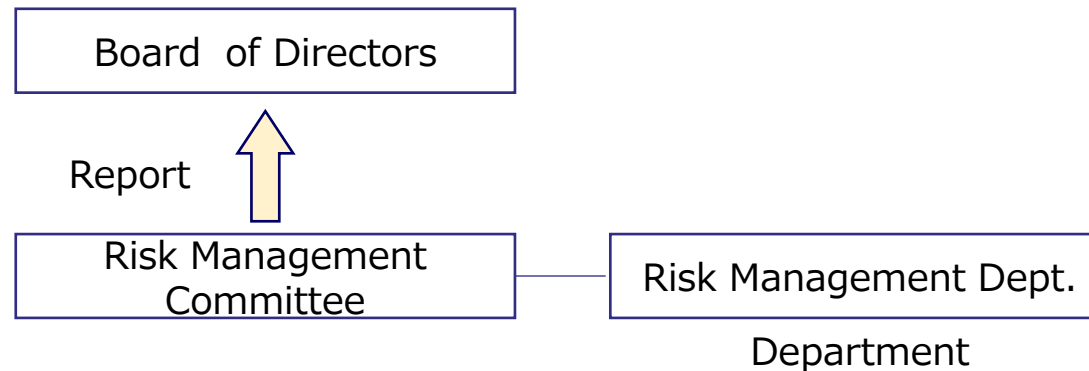 Board of Directors
Report
Risk Management
Committee
Risk Management Dept.
Department